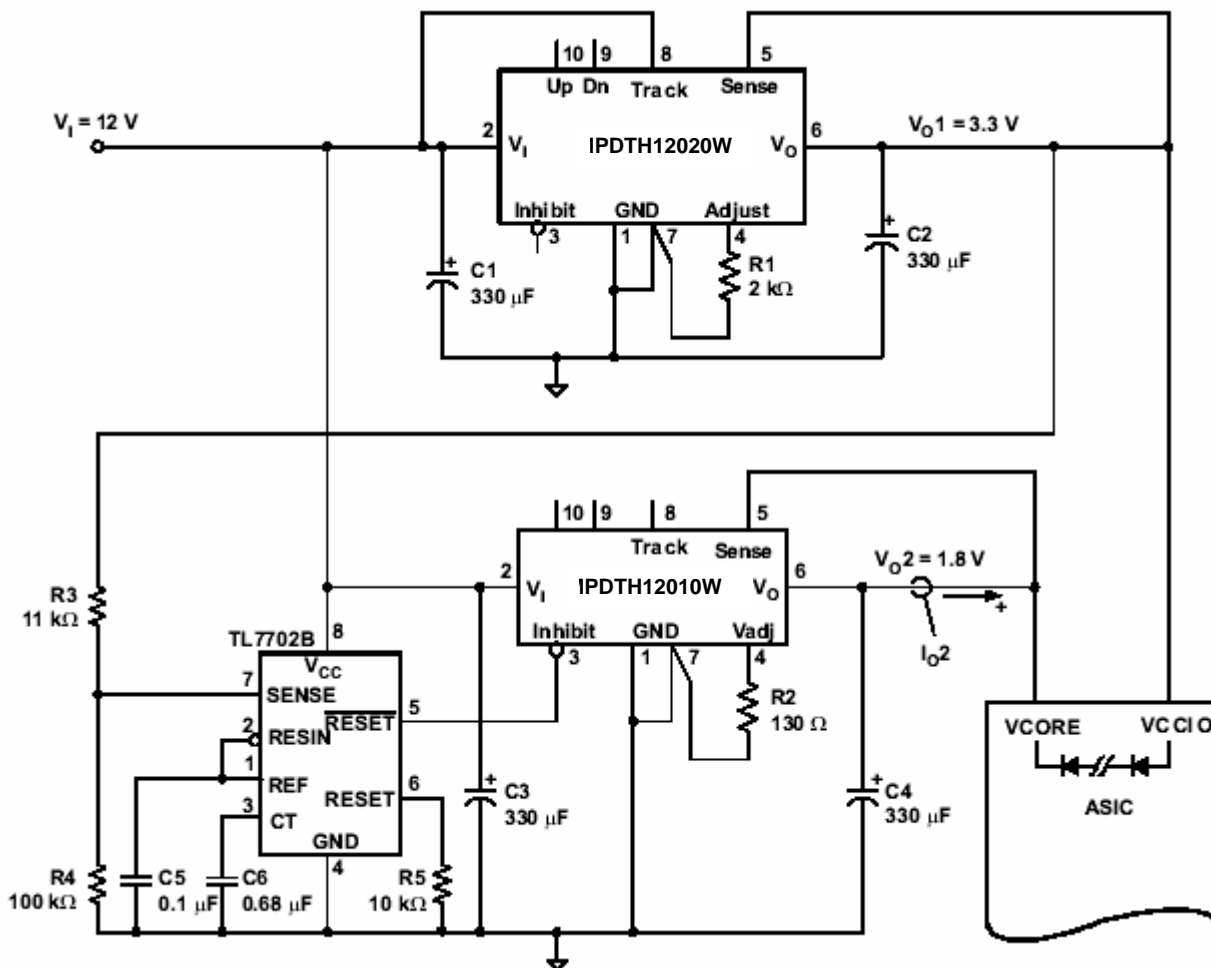 10 9 8 5
Up Dn Track Sense
V_I = 12 V
2 V_I IPDTH12020W V_O 6
V_O1 = 3.3 V
Inhibit GND Adjust
3 1 7 4
C1
330 µF
R1
2 kΩ
C2
330 µF
10 9 8 5
Track Sense
2 V_I IPDTH12010W V_O 6
V_O2 = 1.8 V
Inhibit GND Vadj
3 1 7 4
I_O2
R3
11 kΩ
TL7702B
8
V_CC
7 SENSE
RESET 5
2 RESIN
1 REF
RESET 6
3 CT
GND
4
R2
130 Ω
C3
330 µF
C4
330 µF
VCORE VCCIO
ASIC
R4
100 kΩ
C5
0.1 µF
C6
0.68 µF
R5
10 kΩ